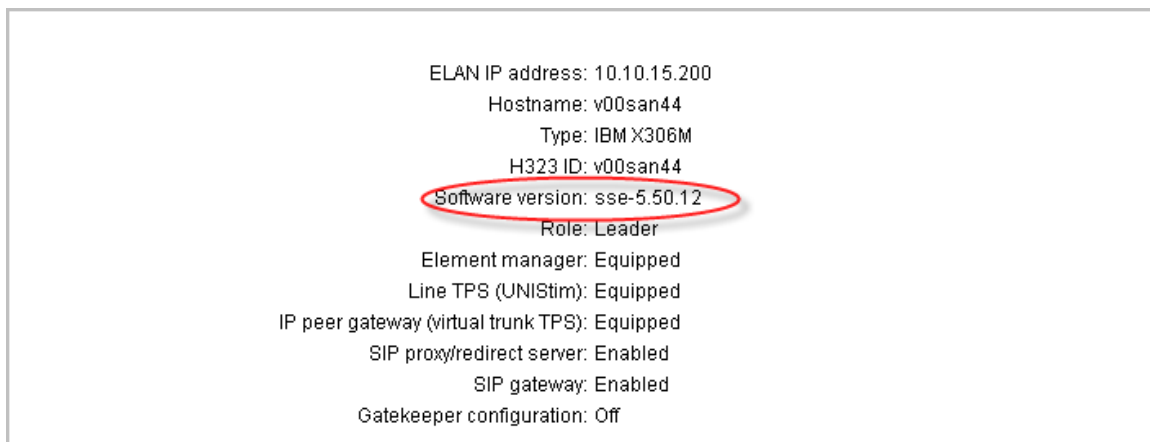 ELAN IP address: 10.10.15.200
Hostname: v00san44
Type: IBM X306M
H323 ID: v00san44
Software version: sse-5.50.12
Role: Leader
Element manager: Equipped
Line TPS (UNIStim): Equipped
IP peer gateway (virtual trunk TPS): Equipped
SIP proxy/redirect server: Enabled
SIP gateway: Enabled
Gatekeeper configuration: Off